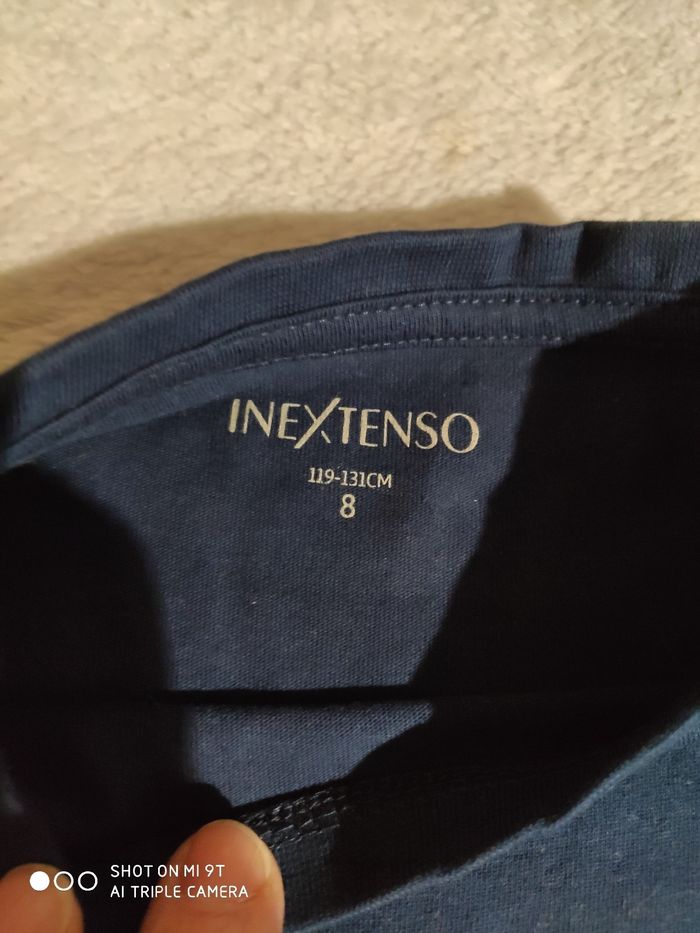 INEXTENSO
119-131CM
8
SHOT ON MI 9T
AI TRIPLE CAMERA